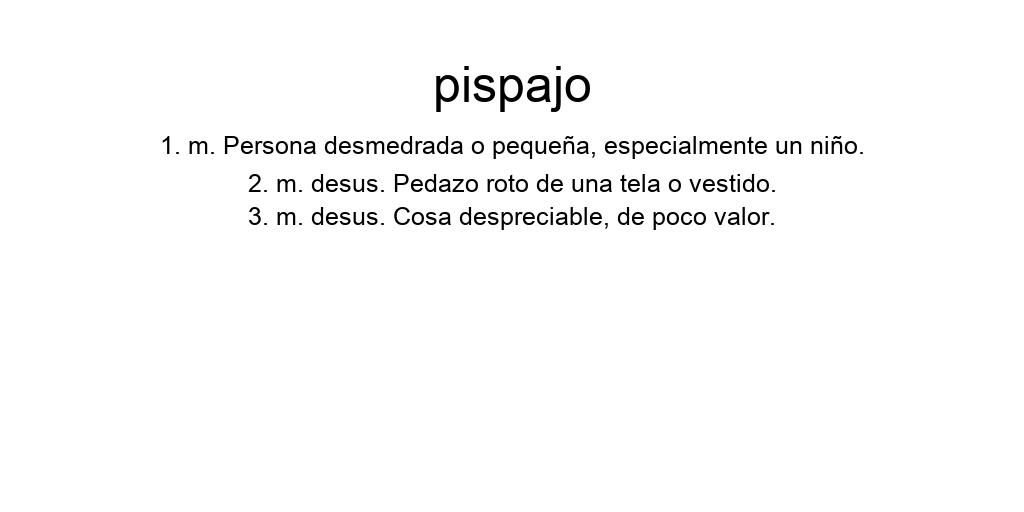 pispajo
1. m. Persona desmedrada o pequeña, especialmente un niño.
2. m. desus. Pedazo roto de una tela o vestido.
3. m. desus. Cosa despreciable, de poco valor.